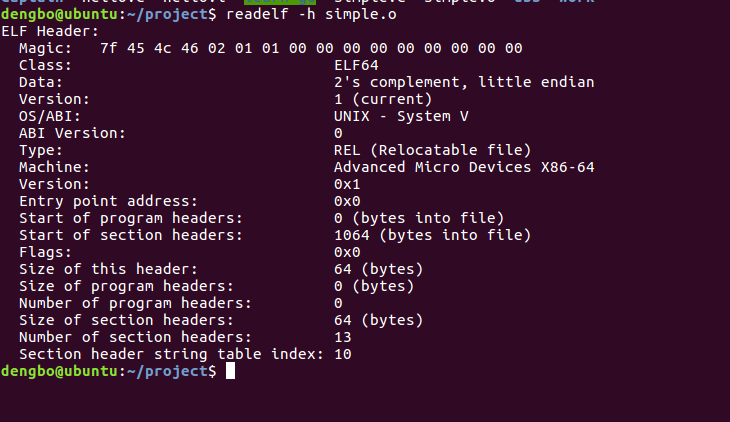 dengbo@ubuntu:~/project$ readelf -h simple.o
ELF Header:
  Magic:   7f 45 4c 46 02 01 01 00 00 00 00 00 00 00 00 00
  Class:                             ELF64
  Data:                              2's complement, little endian
  Version:                           1 (current)
  OS/ABI:                            UNIX - System V
  ABI Version:                       0
  Type:                              REL (Relocatable file)
  Machine:                           Advanced Micro Devices X86-64
  Version:                           0x1
  Entry point address:               0x0
  Start of program headers:          0 (bytes into file)
  Start of section headers:          1064 (bytes into file)
  Flags:                             0x0
  Size of this header:               64 (bytes)
  Size of program headers:           0 (bytes)
  Number of program headers:         0
  Size of section headers:           64 (bytes)
  Number of section headers:         13
  Section header string table index: 10
dengbo@ubuntu:~/project$